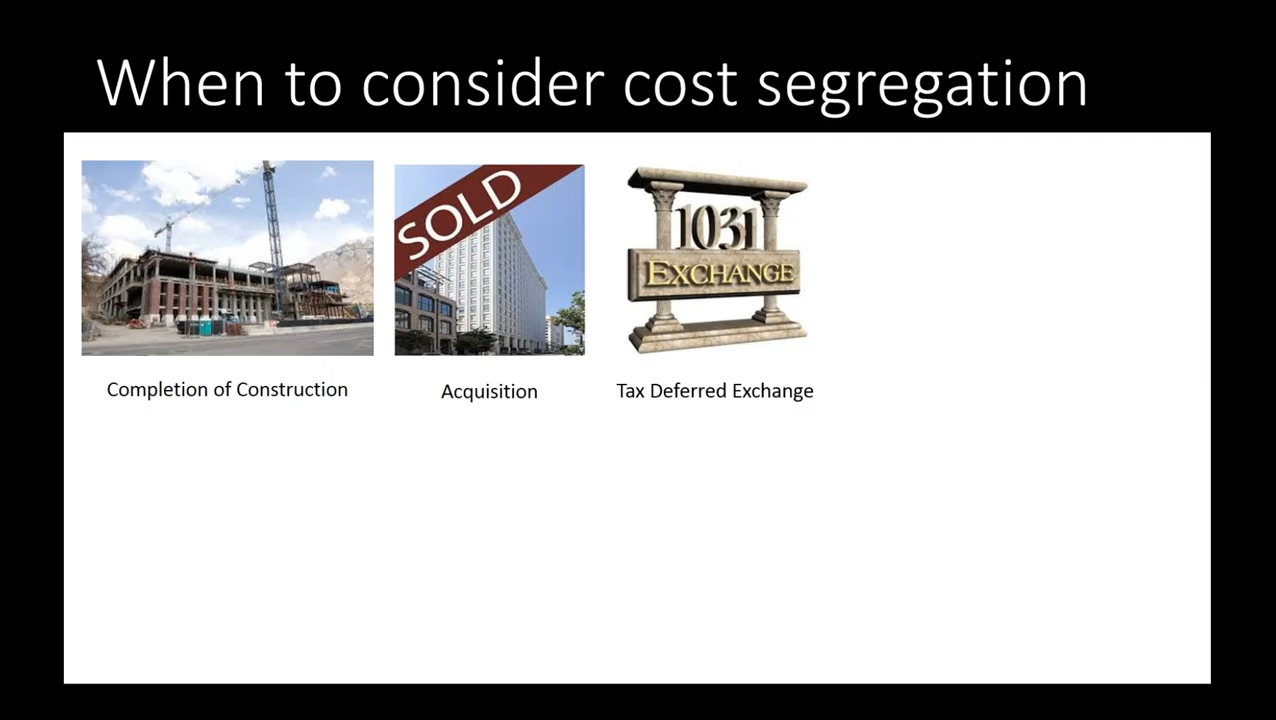 When to consider cost segregation
SOLD
1031
EXCHANGE
Completion of Construction
Acquisition
Tax Deferred Exchange